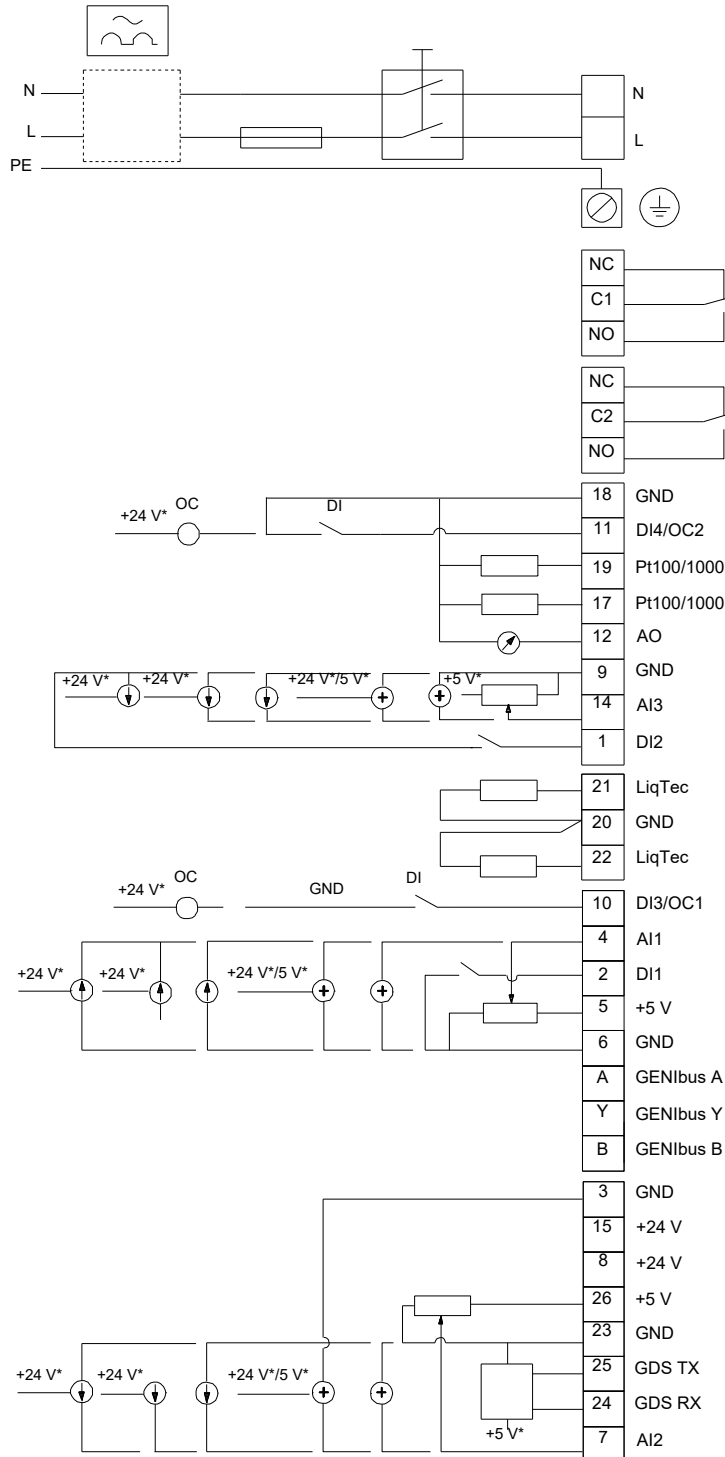 N N
L L
PE
NC
C1
NO
NC
C2
NO
18 GND
+24 V* OC DI 11 DI4/OC2
19 Pt100/1000
17 Pt100/1000
12 AO
9 GND
+24 V* +24 V* +24 V*/5 V* +5 V*
14 AI3
1 DI2
21 LiqTec
20 GND
22 LiqTec
+24 V* OC GND DI 10 DI3/OC1
4 AI1
+24 V* +24 V* +24 V*/5 V* 2 DI1
5 +5 V
6 GND
A GENIbus A
Y GENIbus Y
B GENIbus B
3 GND
15 +24 V
8 +24 V
26 +5 V
23 GND
+24 V* +24 V* +24 V*/5 V* 25 GDS TX
24 GDS RX
+5 V* 7 AI2